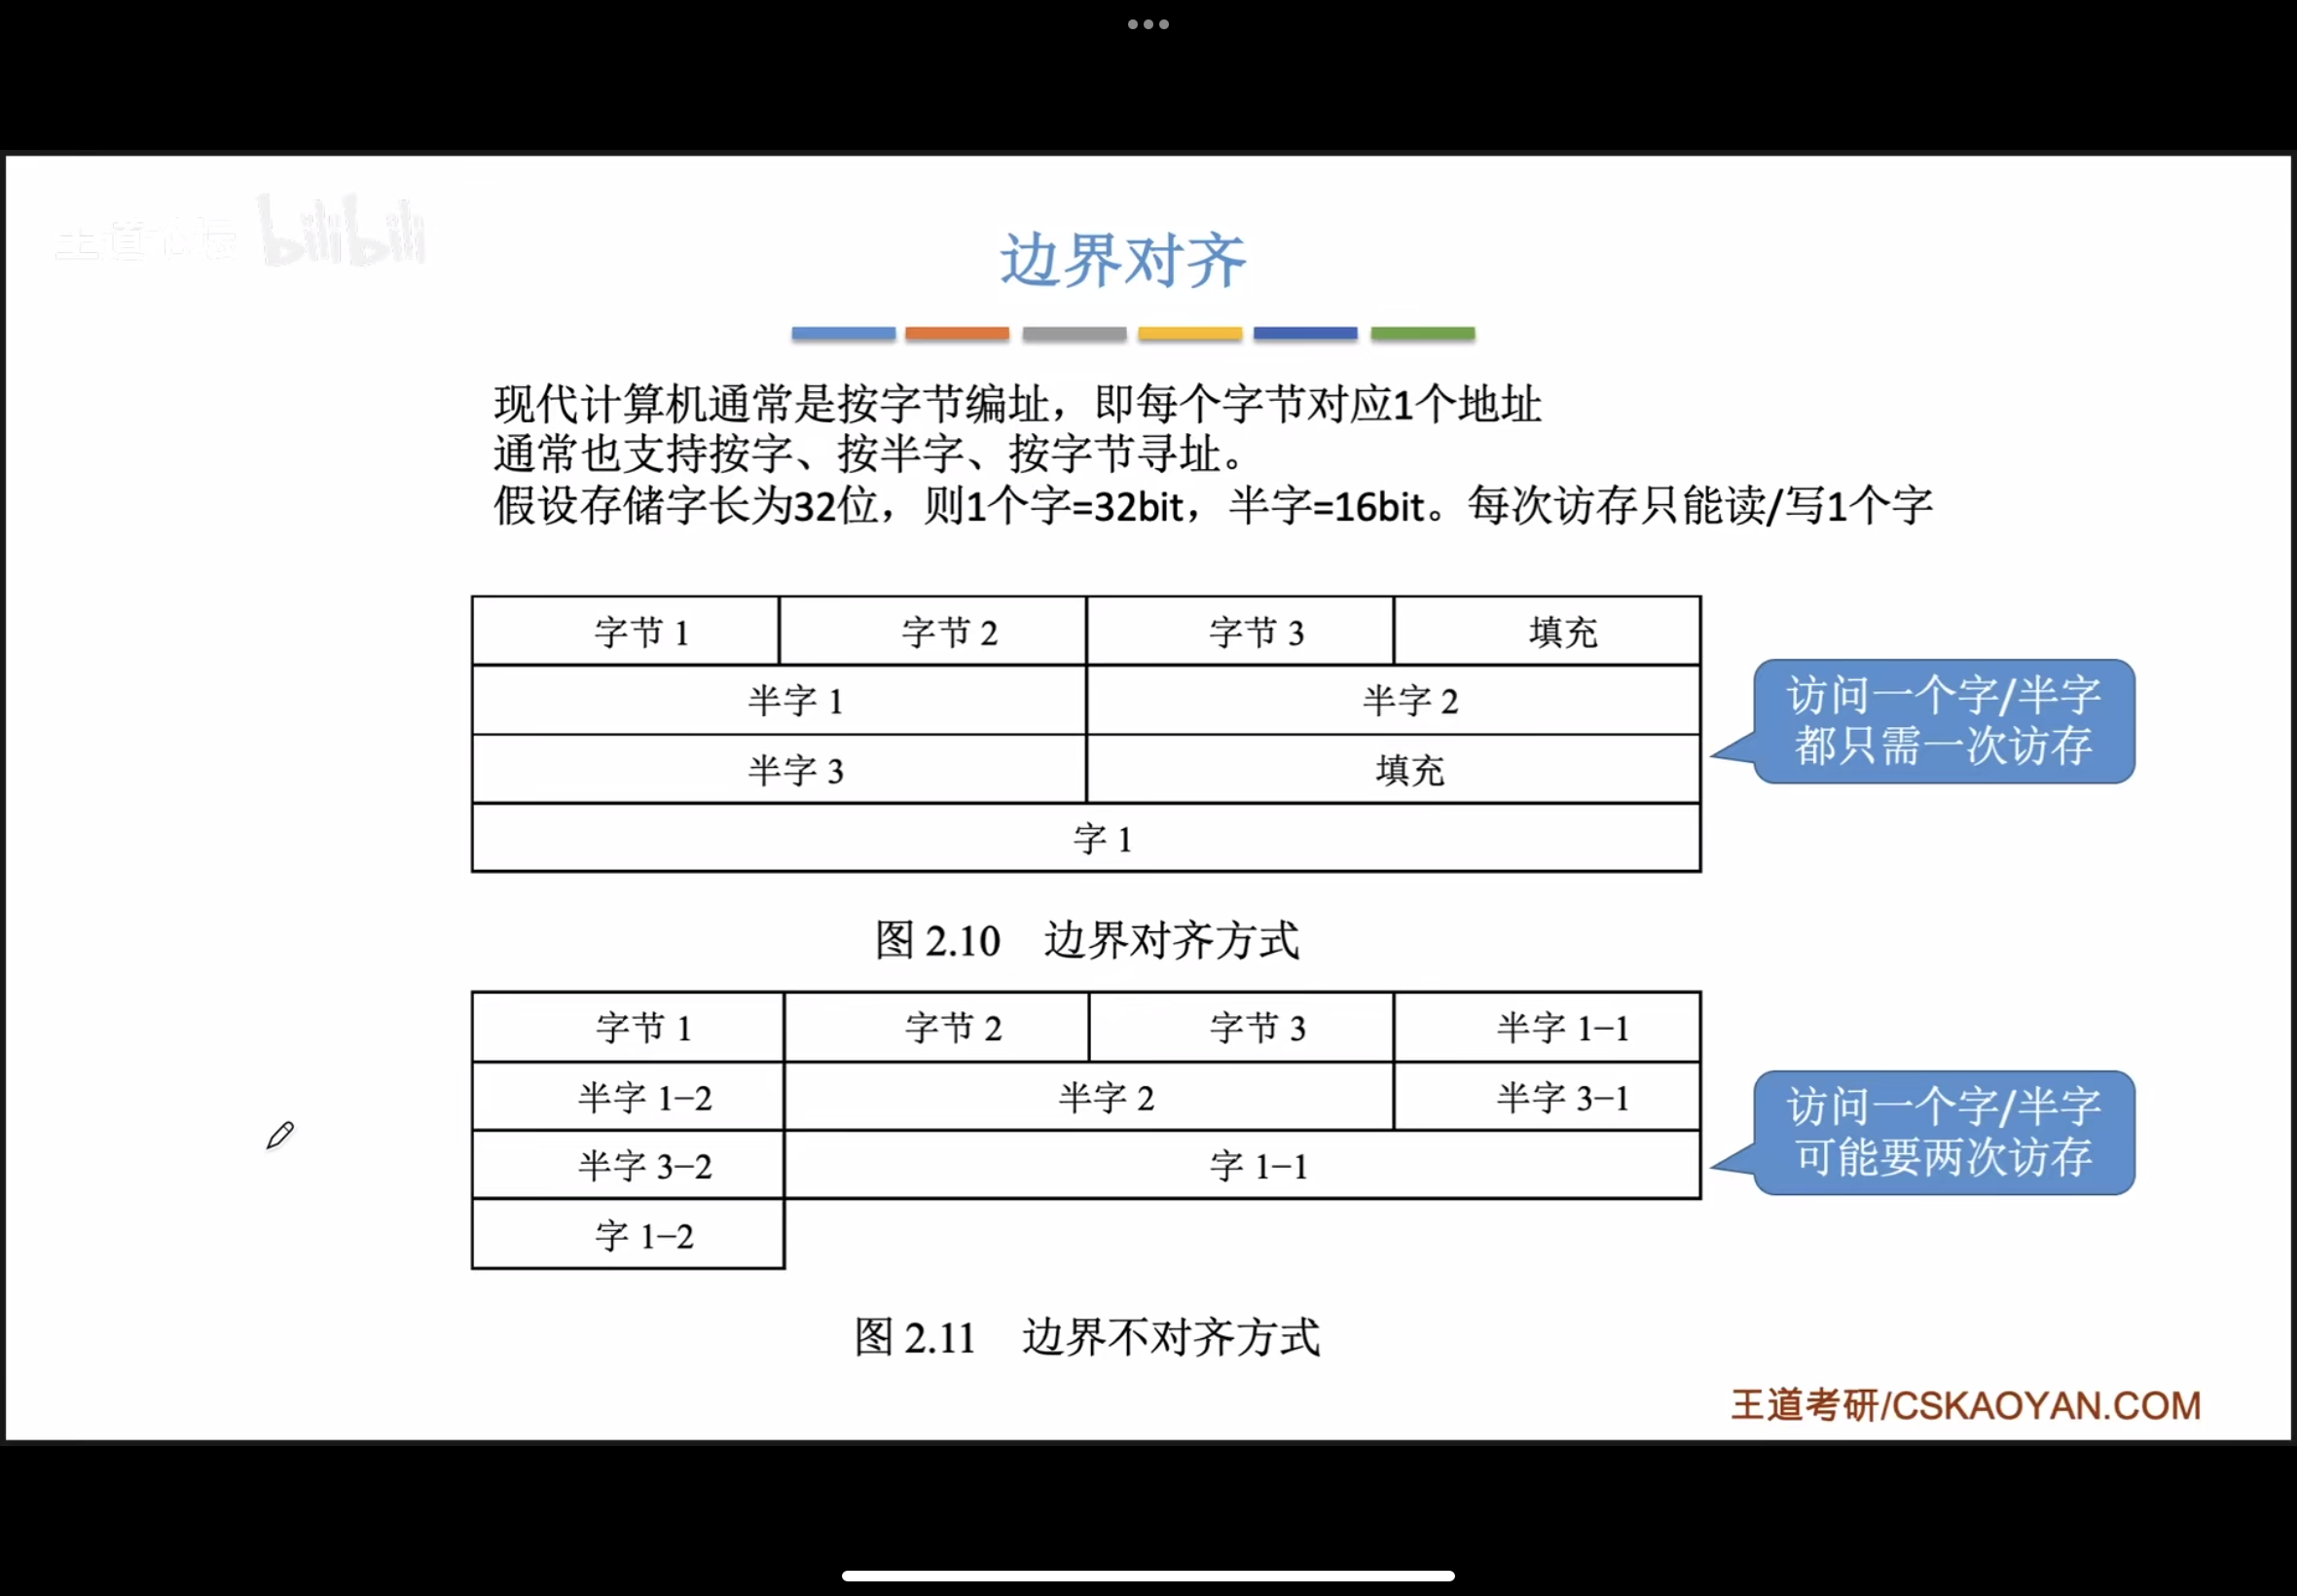 bilibili
边界对齐
现代计算机通常是按字节编址，即每个字节对应1个地址
通常也支持按字、按半字、按字节寻址。
假设存储字长为32位，则1个字=32bit，半字=16bit。每次访存只能读/写1个字
字节 1 字节 2 字节 3 填充
半字 1 半字 2
半字 3 填充
字 1
访问一个字/半字
都只需一次访存
图 2.10 边界对齐方式
字节 1 字节 2 字节 3 半字 1−1
半字 1−2 半字 2 半字 3−1
半字 3−2 字 1−1
字 1−2
访问一个字/半字
可能要两次访存
图 2.11 边界不对齐方式
王道考研/CSKAOYAN.COM